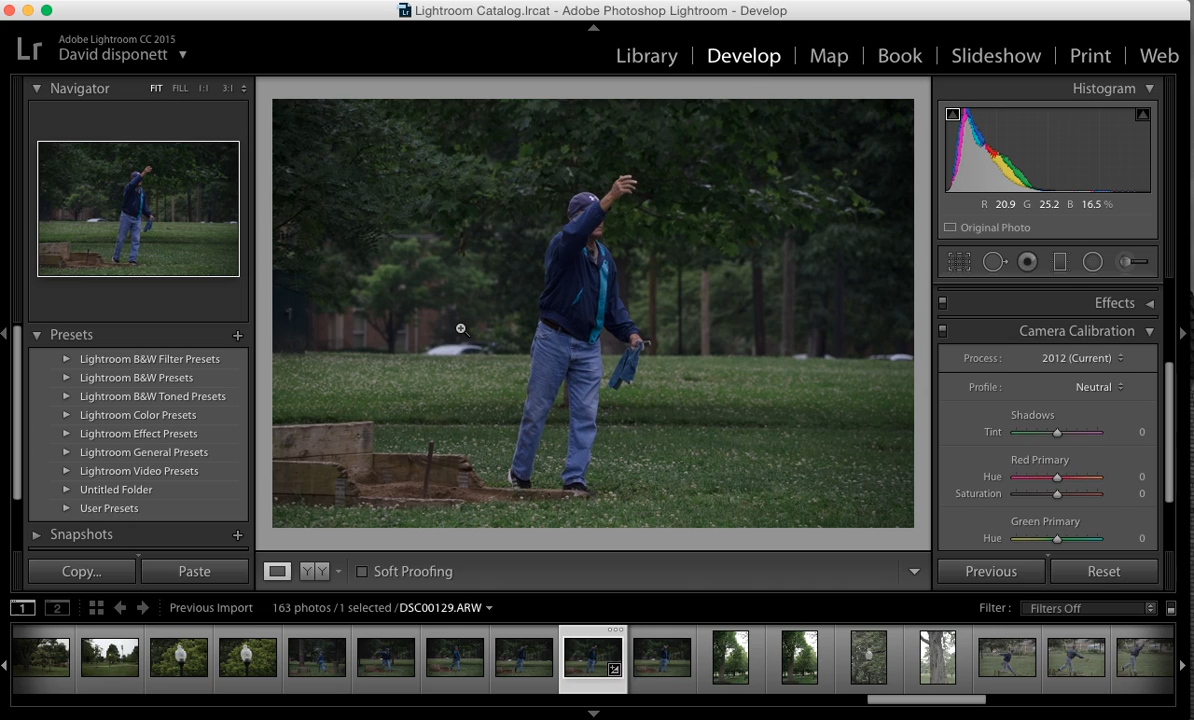 Lightroom Catalog.lrcat - Adobe Photoshop Lightroom - Develop
Lr
Adobe Lightroom CC 2015
David disponett
Library | Develop | Map | Book | Slideshow | Print | Web
Navigator FIT FILL 1:1 3:1
Histogram
R 20.9 G 25.2 B 16.5 %
Original Photo
Effects
Camera Calibration
Process : 2012 (Current)
Profile : Neutral
Shadows
Tint 0
Red Primary
Hue 0
Saturation 0
Green Primary
Hue 0
Presets
Lightroom B&W Filter Presets
Lightroom B&W Presets
Lightroom B&W Toned Presets
Lightroom Color Presets
Lightroom Effect Presets
Lightroom General Presets
Lightroom Video Presets
Untitled Folder
User Presets
Snapshots
Copy... Paste
Y Y Soft Proofing
Previous Reset
1 2 Previous Import 163 photos / 1 selected / DSC00129.ARW Filter : Filters Off